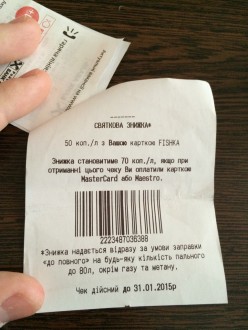 СВЯТКОВА ЗНИЖКА*
50 коп./л з Вашою карткою FISHKA
Знижка становитиме 70 коп./л, якщо при
отриманні цього чеку Ви оплатили карткою
MasterCard або Maestro.
2223487036388
*Знижка надається відразу за умови заправки
«до повного» на будь-яку кількість пального
до 80л, окрім газу та метану.
Чек дійсний до 31.01.2015р